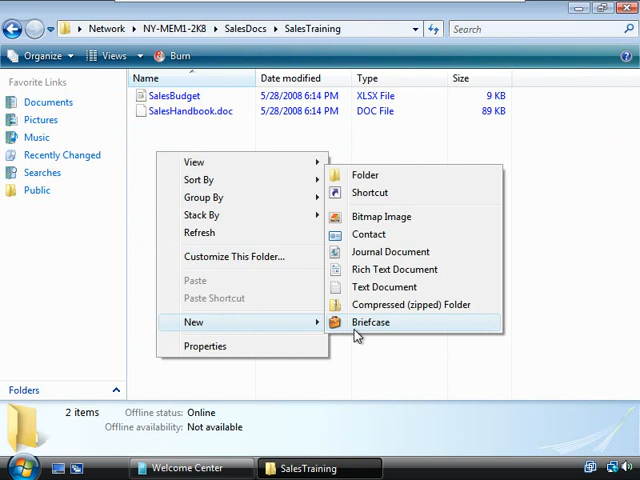 Network ▸ NY-MEM1-2K8 ▸ SalesDocs ▸ SalesTraining
Search
Organize Views Burn
Favorite Links
Documents
Pictures
Music
Recently Changed
Searches
Public
Folders
Name Date modified Type Size
SalesBudget 5/28/2008 6:14 PM XLSX File 9 KB
SalesHandbook.doc 5/28/2008 6:14 PM DOC File 89 KB
View
Sort By
Group By
Stack By
Refresh
Customize This Folder...
Paste
Paste Shortcut
New
Properties
Folder
Shortcut
Bitmap Image
Contact
Journal Document
Rich Text Document
Text Document
Compressed (zipped) Folder
Briefcase
2 items Offline status: Online
Offline availability: Not available
Welcome Center SalesTraining